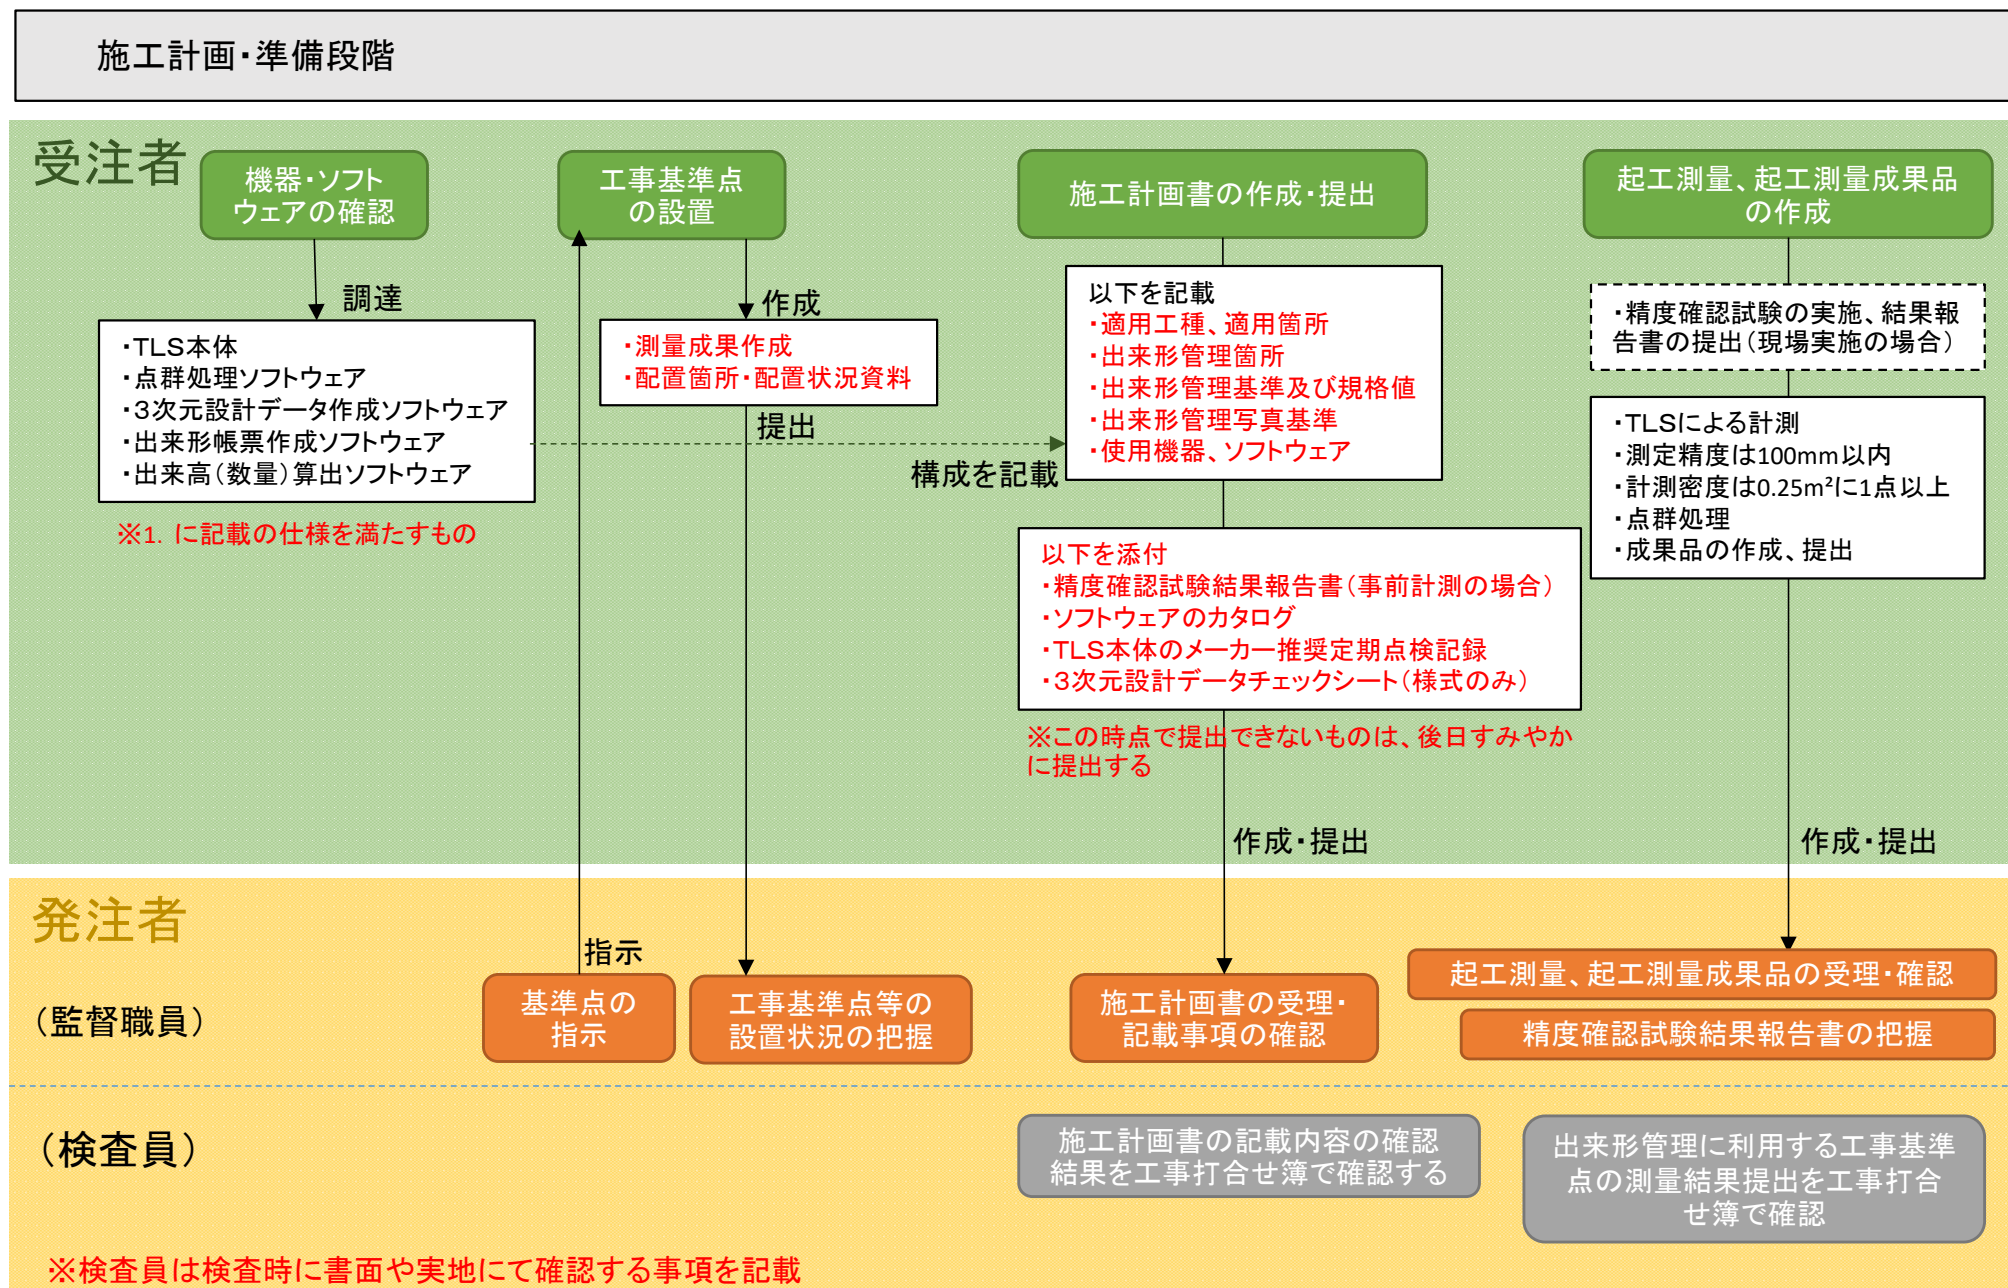 施工計画・準備段階
受注者
機器・ソフト
ウェアの確認
工事基準点
の設置
施工計画書の作成・提出
起工測量、起工測量成果品
の作成
調達
・TLS本体
・点群処理ソフトウェア
・3次元設計データ作成ソフトウェア
・出来形帳票作成ソフトウェア
・出来高（数量）算出ソフトウェア
※1. に記載の仕様を満たすもの
作成
・測量成果作成
・配置箇所・配置状況資料
提出
構成を記載
以下を記載
・適用工種、適用箇所
・出来形管理箇所
・出来形管理基準及び規格値
・出来形管理写真基準
・使用機器、ソフトウェア
以下を添付
・精度確認試験結果報告書（事前計測の場合）
・ソフトウェアのカタログ
・TLS本体のメーカー推奨定期点検記録
・3次元設計データチェックシート（様式のみ）
※この時点で提出できないものは、後日すみやか
に提出する
作成・提出
・精度確認試験の実施、結果報
告書の提出（現場実施の場合）
・TLSによる計測
・測定精度は100mm以内
・計測密度は0.25m²に1点以上
・点群処理
・成果品の作成、提出
作成・提出
発注者
（監督職員）
指示
基準点の
指示
工事基準点等の
設置状況の把握
施工計画書の受理・
記載事項の確認
起工測量、起工測量成果品の受理・確認
精度確認試験結果報告書の把握
（検査員）
施工計画書の記載内容の確認
結果を工事打合せ簿で確認する
出来形管理に利用する工事基準
点の測量結果提出を工事打合
せ簿で確認
※検査員は検査時に書面や実地にて確認する事項を記載